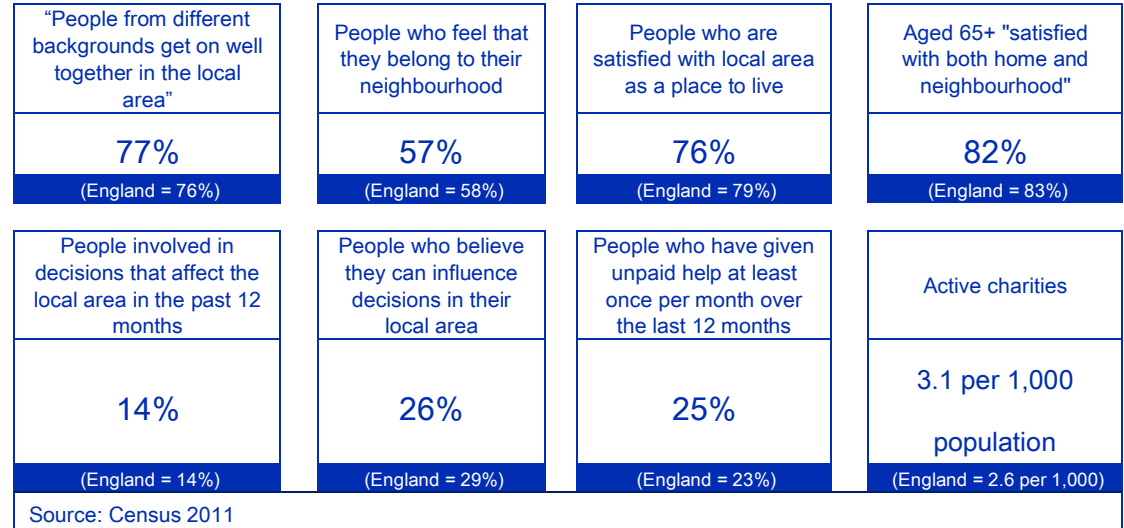 “People from different
backgrounds get on well
together in the local
area”
77%
(England = 76%)
People who feel that
they belong to their
neighbourhood
57%
(England = 58%)
People who are
satisfied with local area
as a place to live
76%
(England = 79%)
Aged 65+ "satisfied
with both home and
neighbourhood"
82%
(England = 83%)
People involved in
decisions that affect the
local area in the past 12
months
14%
(England = 14%)
People who believe
they can influence
decisions in their
local area
26%
(England = 29%)
People who have given
unpaid help at least
once per month over
the last 12 months
25%
(England = 23%)
Active charities
3.1 per 1,000
population
(England = 2.6 per 1,000)
Source: Census 2011